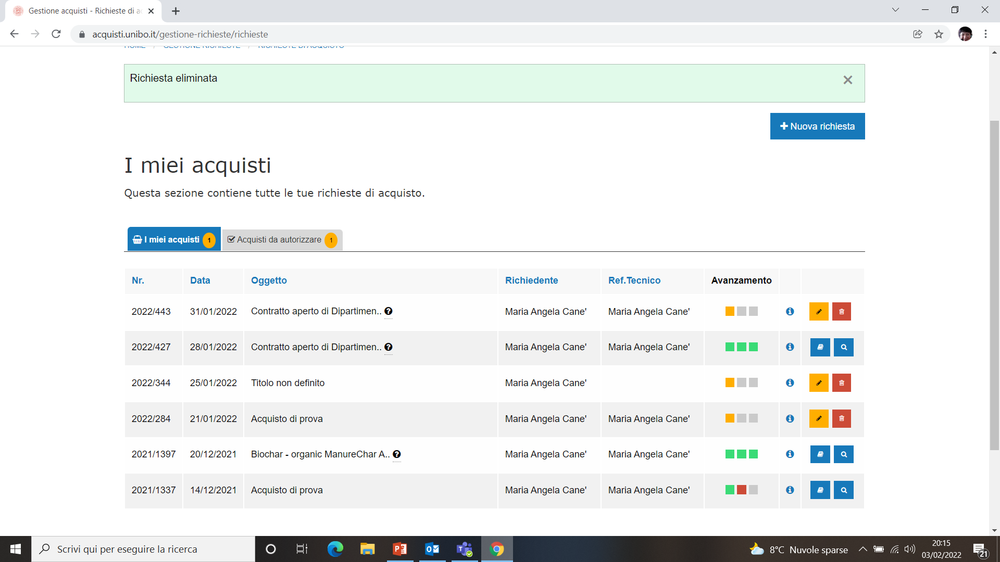 Gestione acquisti - Richieste di ac
acquisti.unibo.it/gestione-richieste/richieste
HOME / GESTIONE RICHIESTE / RICHIESTE DI ACQUISTO
Richiesta eliminata
Nuova richiesta
I miei acquisti
Questa sezione contiene tutte le tue richieste di acquisto.
I miei acquisti 1 Acquisti da autorizzare 1
Nr. Data Oggetto Richiedente Ref.Tecnico Avanzamento
2022/443 31/01/2022 Contratto aperto di Dipartimen.. Maria Angela Cane' Maria Angela Cane'
2022/427 28/01/2022 Contratto aperto di Dipartimen.. Maria Angela Cane' Maria Angela Cane'
2022/344 25/01/2022 Titolo non definito Maria Angela Cane'
2022/284 21/01/2022 Acquisto di prova Maria Angela Cane' Maria Angela Cane'
2021/1397 20/12/2021 Biochar - organic ManureChar A.. Maria Angela Cane' Maria Angela Cane'
2021/1337 14/12/2021 Acquisto di prova Maria Angela Cane' Maria Angela Cane'
Scrivi qui per eseguire la ricerca
8°C Nuvole sparse
20:15
03/02/2022
21